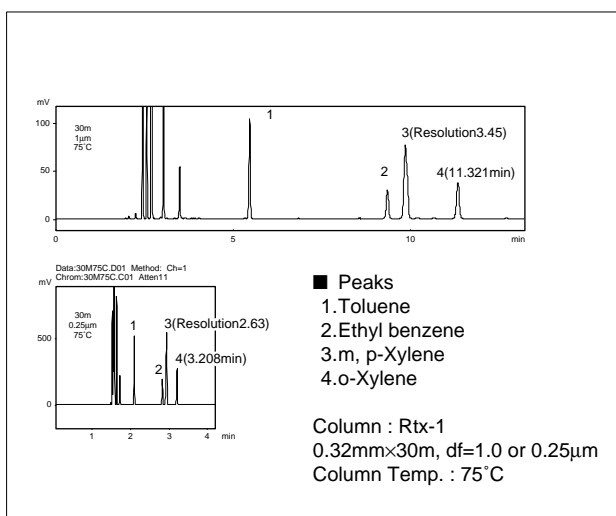 mV
100
50
0
30m
1μm
75˚C
1
2
3(Resolution3.45)
4(11.321min)
0 5 10 min
Data:30M75C.D01 Method: Ch=1
Chrom:30M75C.C01 Atten11
mV
500
0
30m
0.25μm
75˚C
1
2
3(Resolution2.63)
4(3.208min)
1 2 3 4 min
■ Peaks
1.Toluene
2.Ethyl benzene
3.m, p-Xylene
4.o-Xylene
Column : Rtx-1
0.32mm×30m, df=1.0 or 0.25μm
Column Temp. : 75˚C